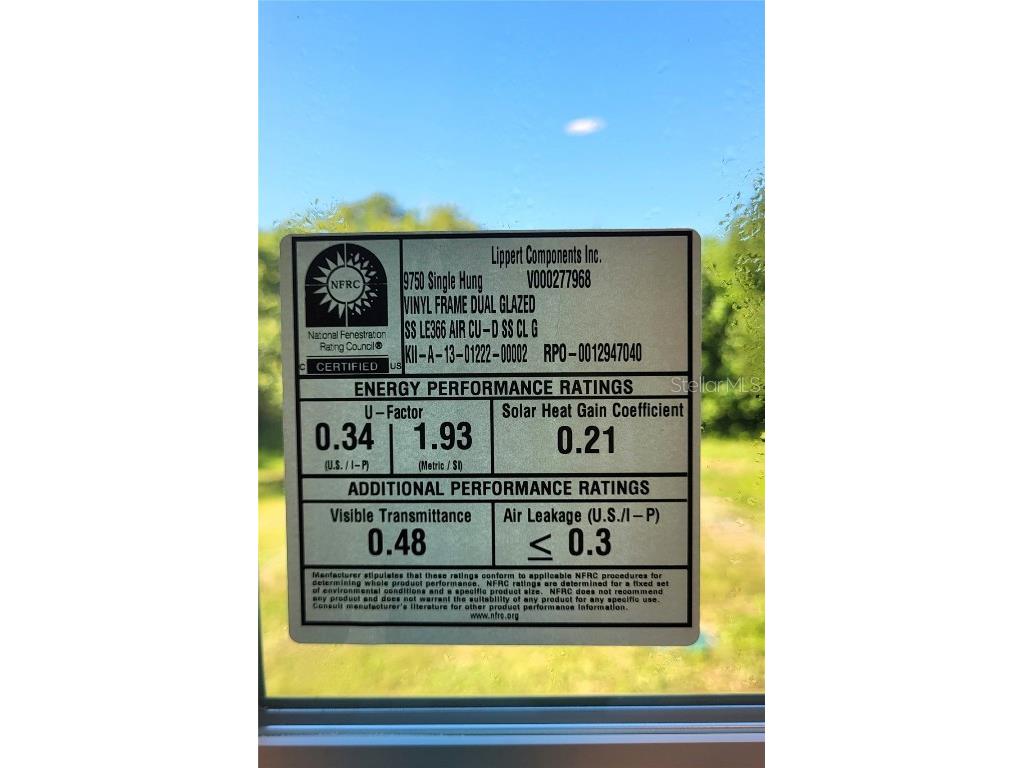 Lippert Components Inc.
9750 Single Hung V000277968
VINYL FRAME DUAL GLAZED
SS LE366 AIR CU-D SS CL G
KII-A-13-01222-00002 RPO-0012947040
NFRC
National Fenestration
Rating Council®
C CERTIFIED US
ENERGY PERFORMANCE RATINGS
U-Factor
0.34 1.93
(U.S. / I-P) (Metric / SI)
Solar Heat Gain Coefficient
0.21
ADDITIONAL PERFORMANCE RATINGS
Visible Transmittance
0.48
Air Leakage (U.S./I-P)
≤ 0.3
Manfacturer stipulates that these ratings conform to applicable NFRC procedures for
determining whole product performance. NFRC ratings are determined for a fixed set
of environmental conditions and a specific product size. NFRC does not recommend
any product and does not warrant the suitability of any product for any specific use.
Consult manufacturer's literature for other product performance information.
www.nfrc.org
StellarMLS